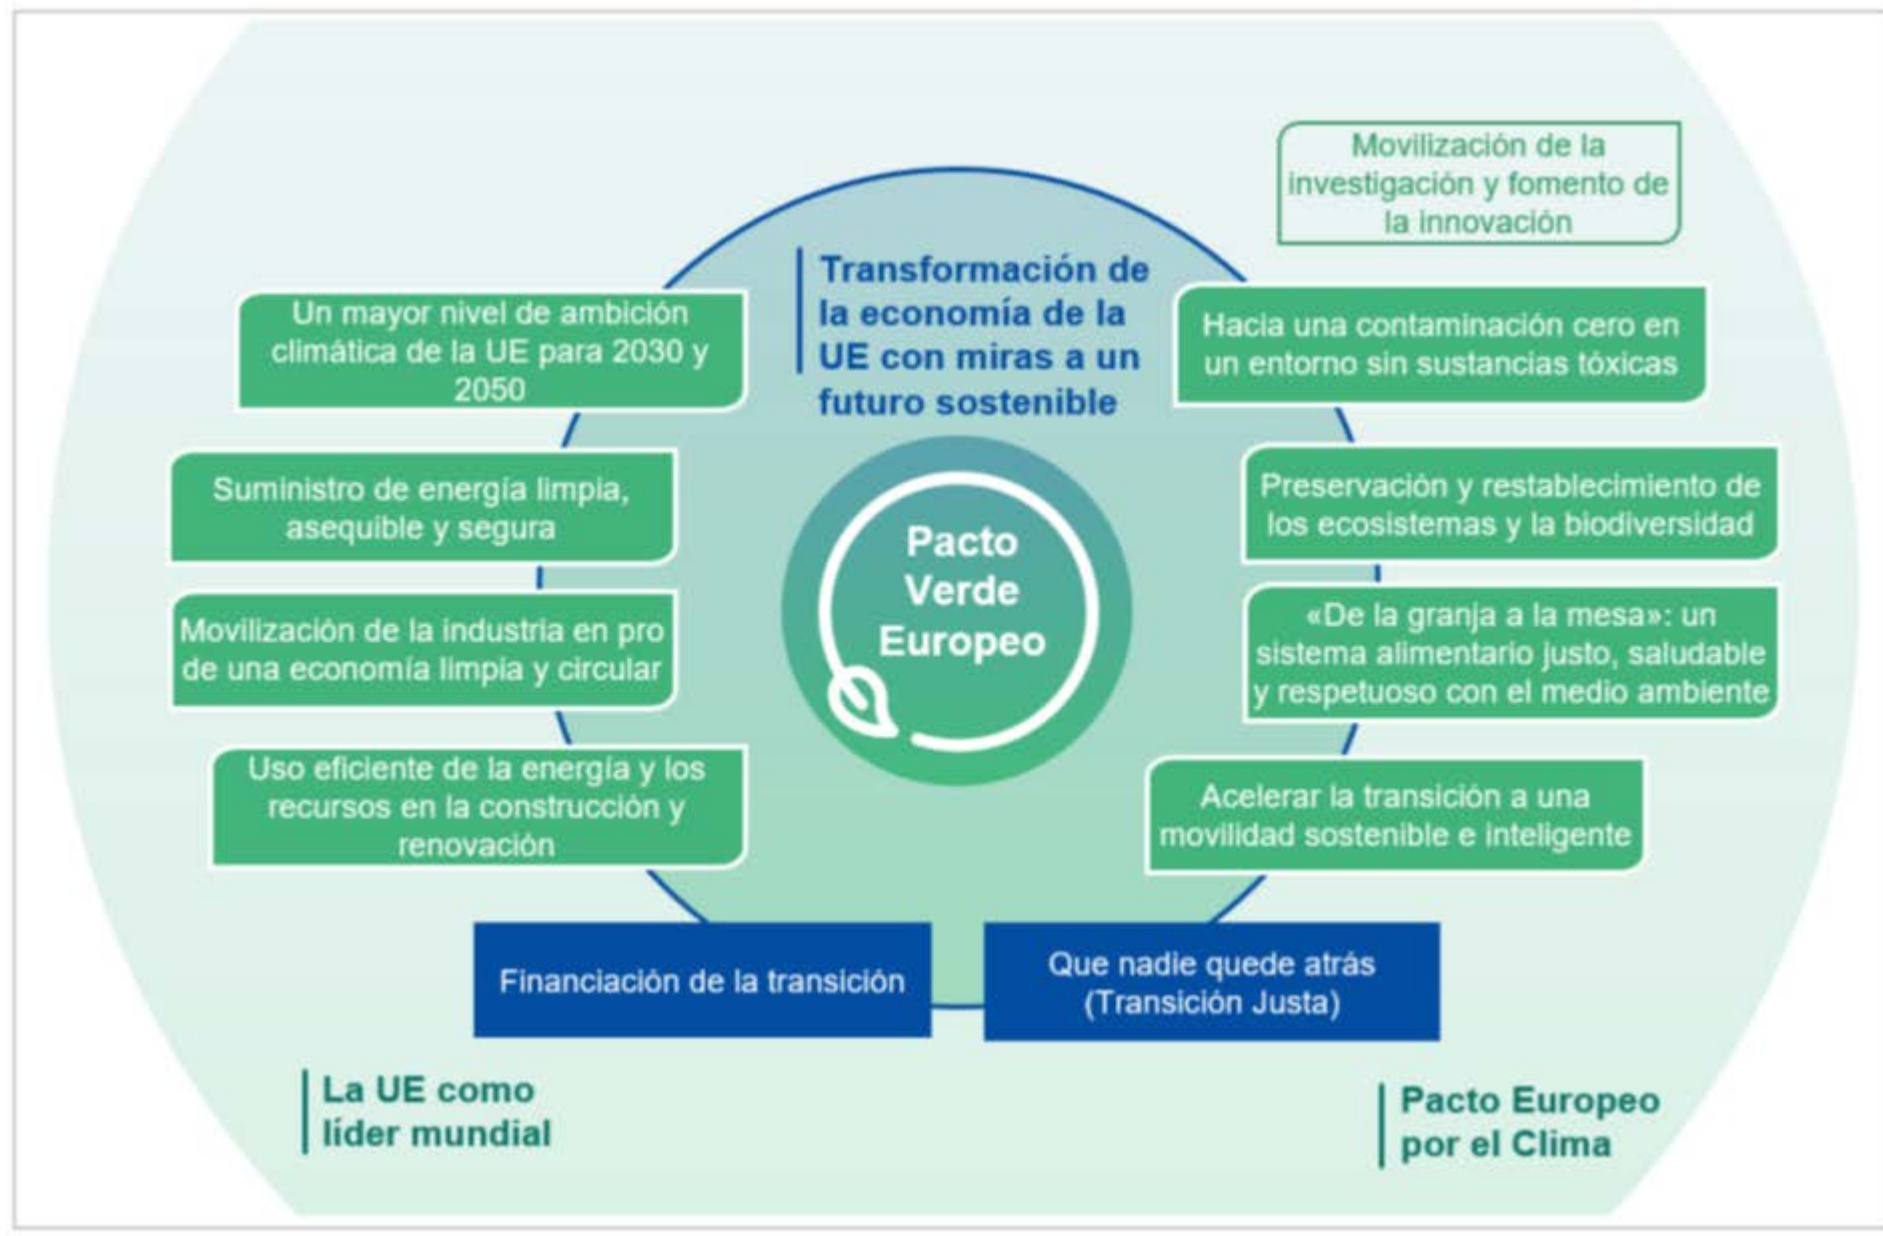 Movilización de la
investigación y fomento de
la innovación
Transformación de
la economía de la
UE con miras a un
futuro sostenible
Un mayor nivel de ambición
climática de la UE para 2030 y
2050
Hacia una contaminación cero en
un entorno sin sustancias tóxicas
Suministro de energía limpia,
asequible y segura
Preservación y restablecimiento de
los ecosistemas y la biodiversidad
Pacto
Verde
Europeo
Movilización de la industria en pro
de una economía limpia y circular
«De la granja a la mesa»: un
sistema alimentario justo, saludable
y respetuoso con el medio ambiente
Uso eficiente de la energía y los
recursos en la construcción y
renovación
Acelerar la transición a una
movilidad sostenible e inteligente
Financiación de la transición
Que nadie quede atrás
(Transición Justa)
La UE como
líder mundial
Pacto Europeo
por el Clima